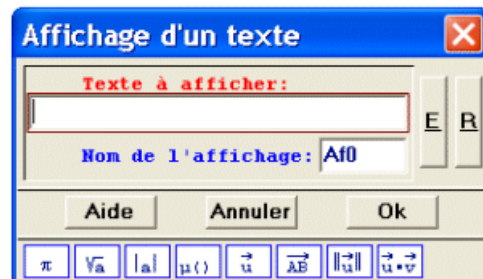 Affichage d'un texte
Texte à afficher:
E R
Nom de l'affichage: Af0
Aide Annuler Ok
π √a |a| μ() u⃗ AB⃗ ‖u⃗‖ u⃗•v⃗